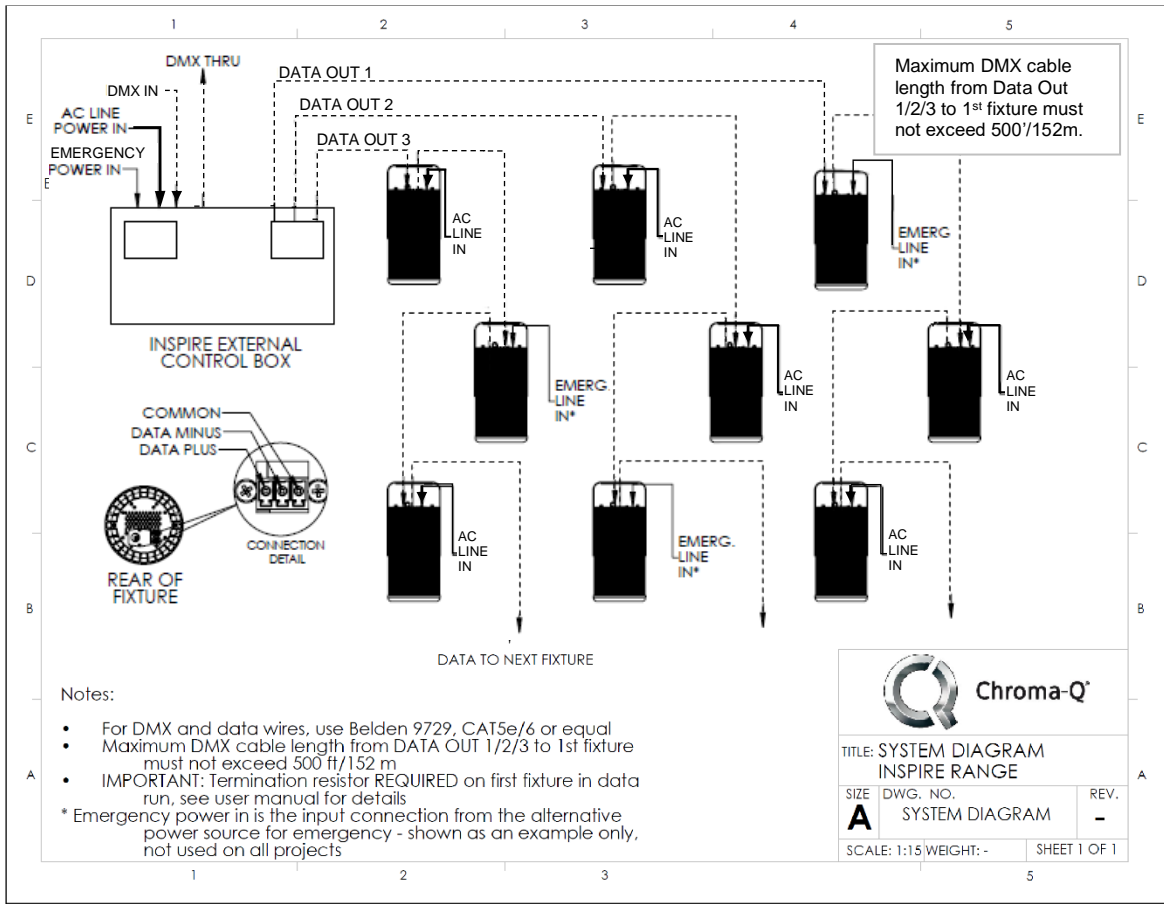 1 2 3 4 5
DMX THRU
DATA OUT 1
DMX IN
DATA OUT 2
AC LINE
POWER IN
DATA OUT 3
EMERGENCY
POWER IN
Maximum DMX cable
length from Data Out
1/2/3 to 1st fixture must
not exceed 500'/152m.
E
E
E
AC
LINE
IN
AC
LINE
IN
EMERG
LINE
IN*
D
D
INSPIRE EXTERNAL
CONTROL BOX
EMERG.
LINE
IN*
AC
LINE
IN
AC
LINE
IN
COMMON
DATA MINUS
DATA PLUS
C
C
CONNECTION
DETAIL
REAR OF
FIXTURE
AC
LINE
IN
EMERG.
LINE
IN*
AC
LINE
IN
B
B
DATA TO NEXT FIXTURE
Notes:
• For DMX and data wires, use Belden 9729, CAT5e/6 or equal
• Maximum DMX cable length from DATA OUT 1/2/3 to 1st fixture
must not exceed 500 ft/152 m
• IMPORTANT: Termination resistor REQUIRED on first fixture in data
run, see user manual for details
* Emergency power in is the input connection from the alternative
power source for emergency - shown as an example only,
not used on all projects
A
A
Chroma-Q®
TITLE: SYSTEM DIAGRAM
INSPIRE RANGE
SIZE DWG. NO. REV.
A SYSTEM DIAGRAM -
SCALE: 1:15 WEIGHT: - SHEET 1 OF 1
1 2 3 5